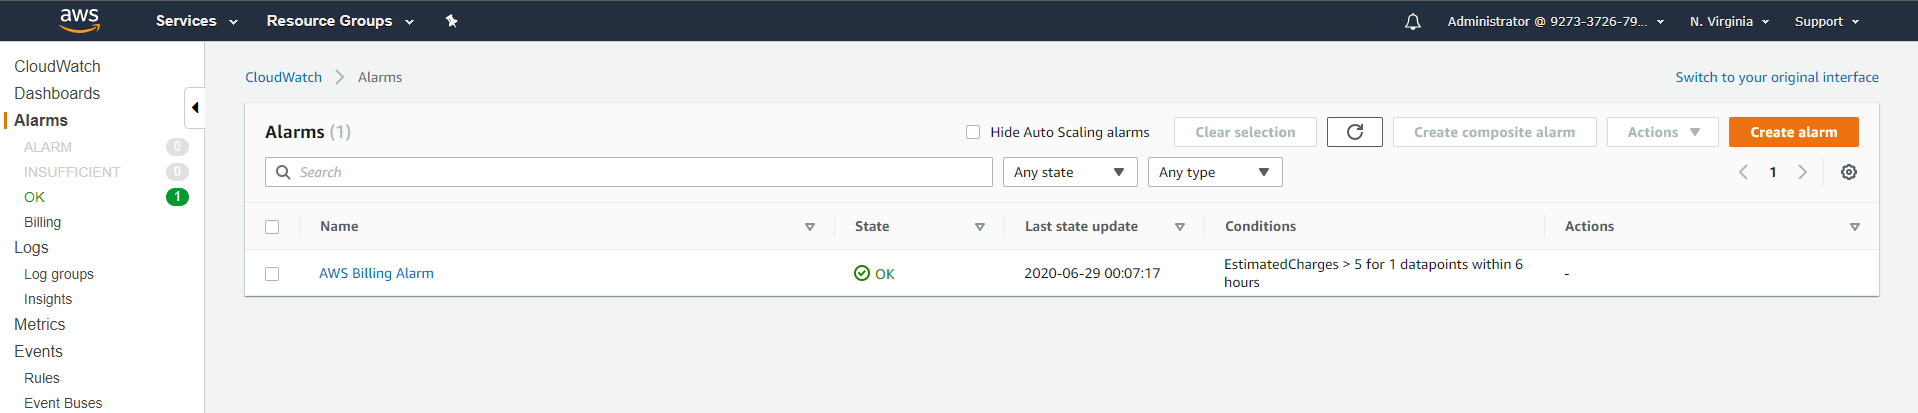 aws Services Resource Groups Administrator @ 9273-3726-79... N. Virginia Support
CloudWatch
Dashboards
Alarms
ALARM 0
INSUFFICIENT 0
OK 1
Billing
Logs
Log groups
Insights
Metrics
Events
Rules
Event Buses
CloudWatch Alarms Switch to your original interface
Alarms (1) Hide Auto Scaling alarms Clear selection Create composite alarm Actions Create alarm
Search Any state Any type 1
Name State Last state update Conditions Actions
AWS Billing Alarm OK 2020-06-29 00:07:17 EstimatedCharges > 5 for 1 datapoints within 6 -
hours